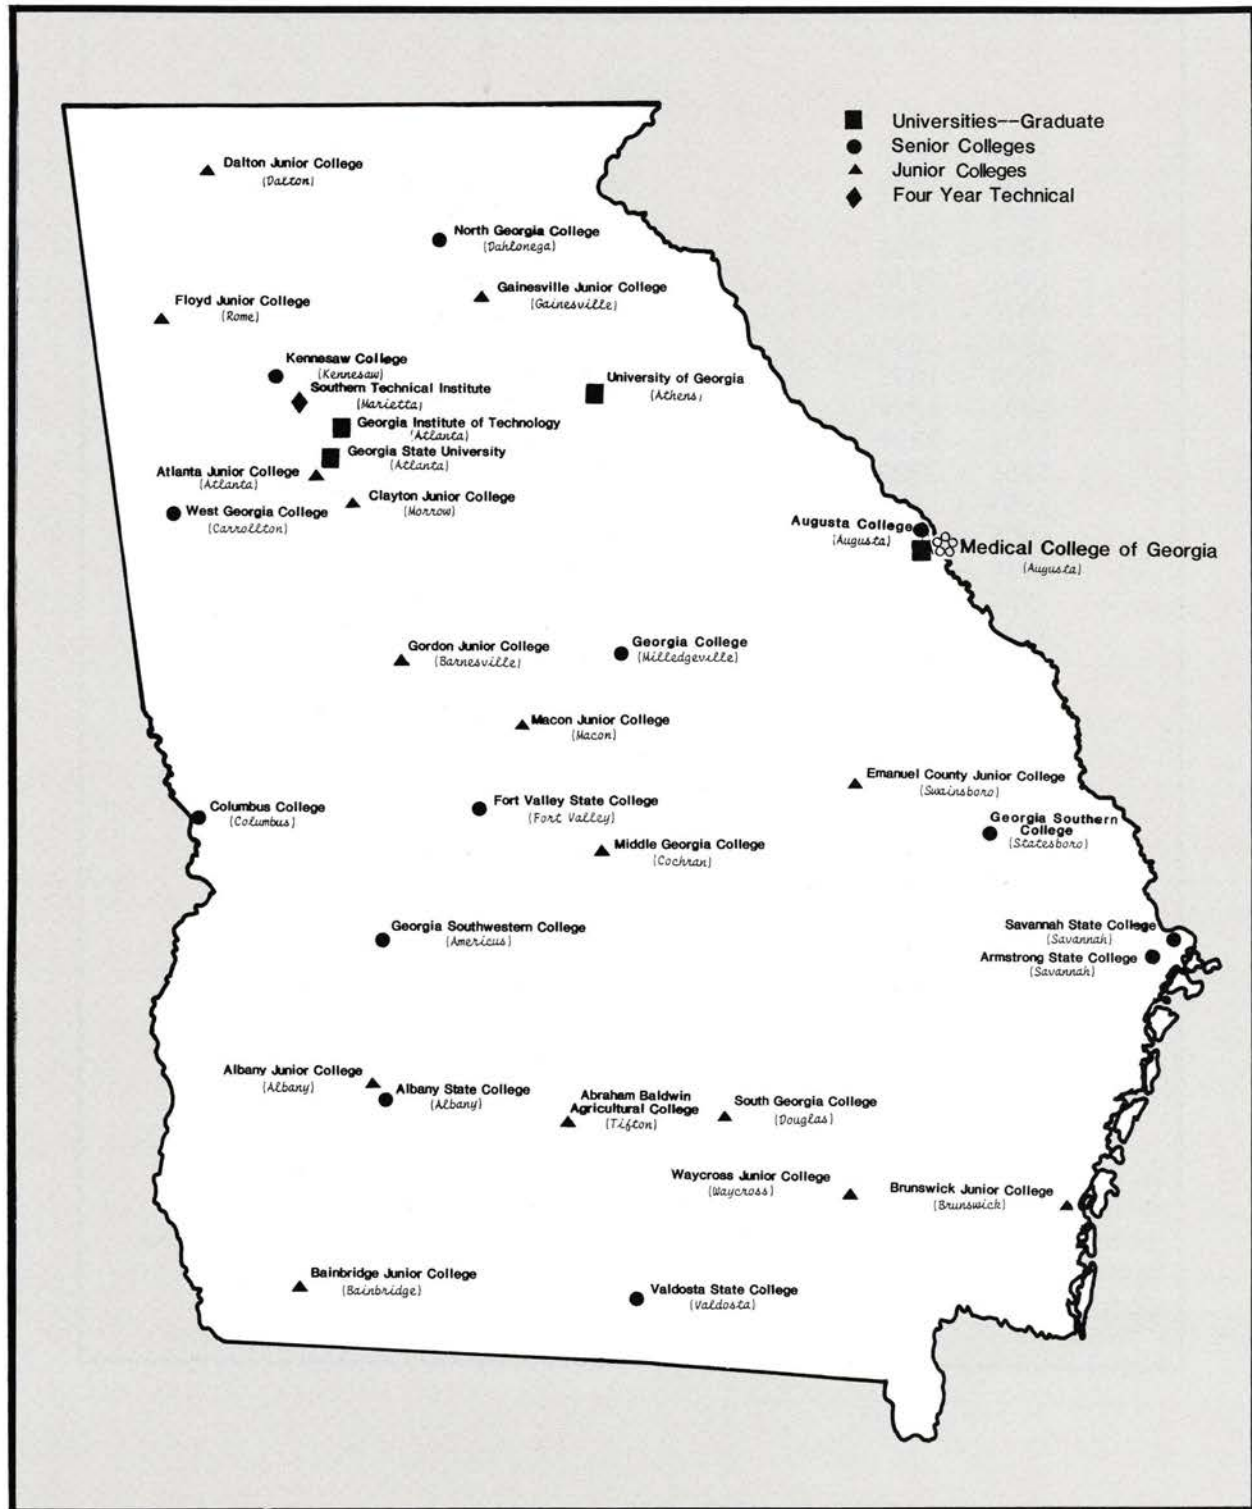 Universities--Graduate
Senior Colleges
Junior Colleges
Four Year Technical
Dalton Junior College
(Dalton)
North Georgia College
(Dahlonega)
Gainesville Junior College
(Gainesville)
Floyd Junior College
(Rome)
Kennesaw College
(Kennesaw)
Southern Technical Institute
(Marietta)
University of Georgia
(Athens)
Georgia Institute of Technology
(Atlanta)
Georgia State University
(Atlanta)
Atlanta Junior College
(Atlanta)
Clayton Junior College
(Morrow)
West Georgia College
(Carrollton)
Augusta College
(Augusta)
Medical College of Georgia
(Augusta)
Gordon Junior College
(Barnesville)
Georgia College
(Milledgeville)
Macon Junior College
(Macon)
Emanuel County Junior College
(Swainsboro)
Columbus College
(Columbus)
Fort Valley State College
(Fort Valley)
Georgia Southern
College
(Statesboro)
Middle Georgia College
(Cochran)
Georgia Southwestern College
(Americus)
Savannah State College
(Savannah)
Armstrong State College
(Savannah)
Albany Junior College
(Albany)
Albany State College
(Albany)
Abraham Baldwin
Agricultural College
(Tifton)
South Georgia College
(Douglas)
Waycross Junior College
(Waycross)
Brunswick Junior College
(Brunswick)
Bainbridge Junior College
(Bainbridge)
Valdosta State College
(Valdosta)